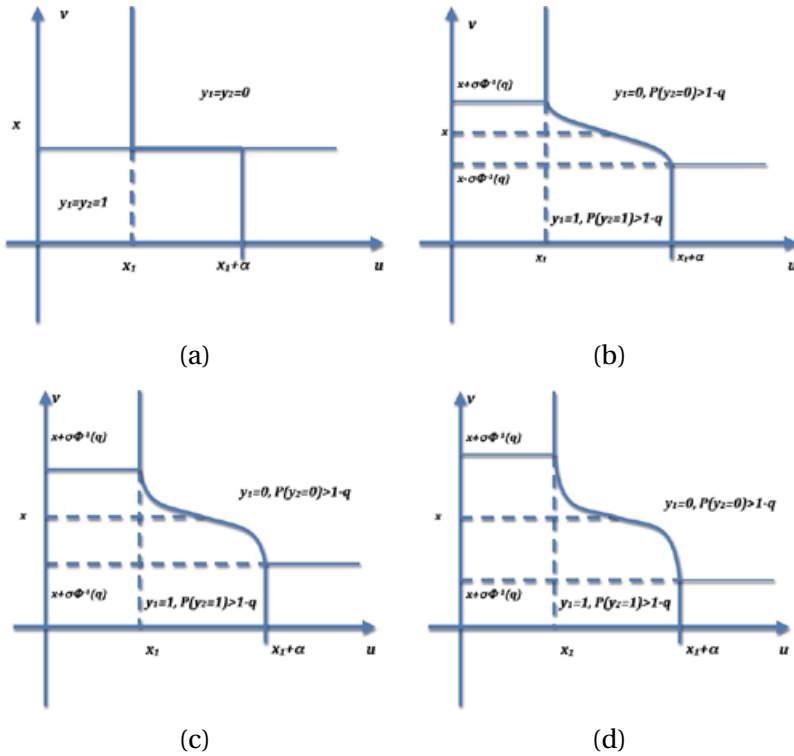 v
y₁=y₂=0
x
y₁=y₂=1
x₁
x₁+α
u
(a)
v
x+σΦ⁻¹(q)
y₁=0, P(y₂=0)>1-q
x
x-σΦ⁻¹(q)
y₁=1, P(y₂=1)>1-q
x₁
x₁+α
u
(b)
v
x+σΦ⁻¹(q)
y₁=0, P(y₂=0)>1-q
x
x+σΦ⁻¹(q)
y₁=1, P(y₂=1)>1-q
x₁
x₁+α
u
(c)
v
x+σΦ⁻¹(q)
y₁=0, P(y₂=0)>1-q
x
x+σΦ⁻¹(q)
y₁=1, P(y₂=1)>1-q
x₁
x₁+α
u
(d)